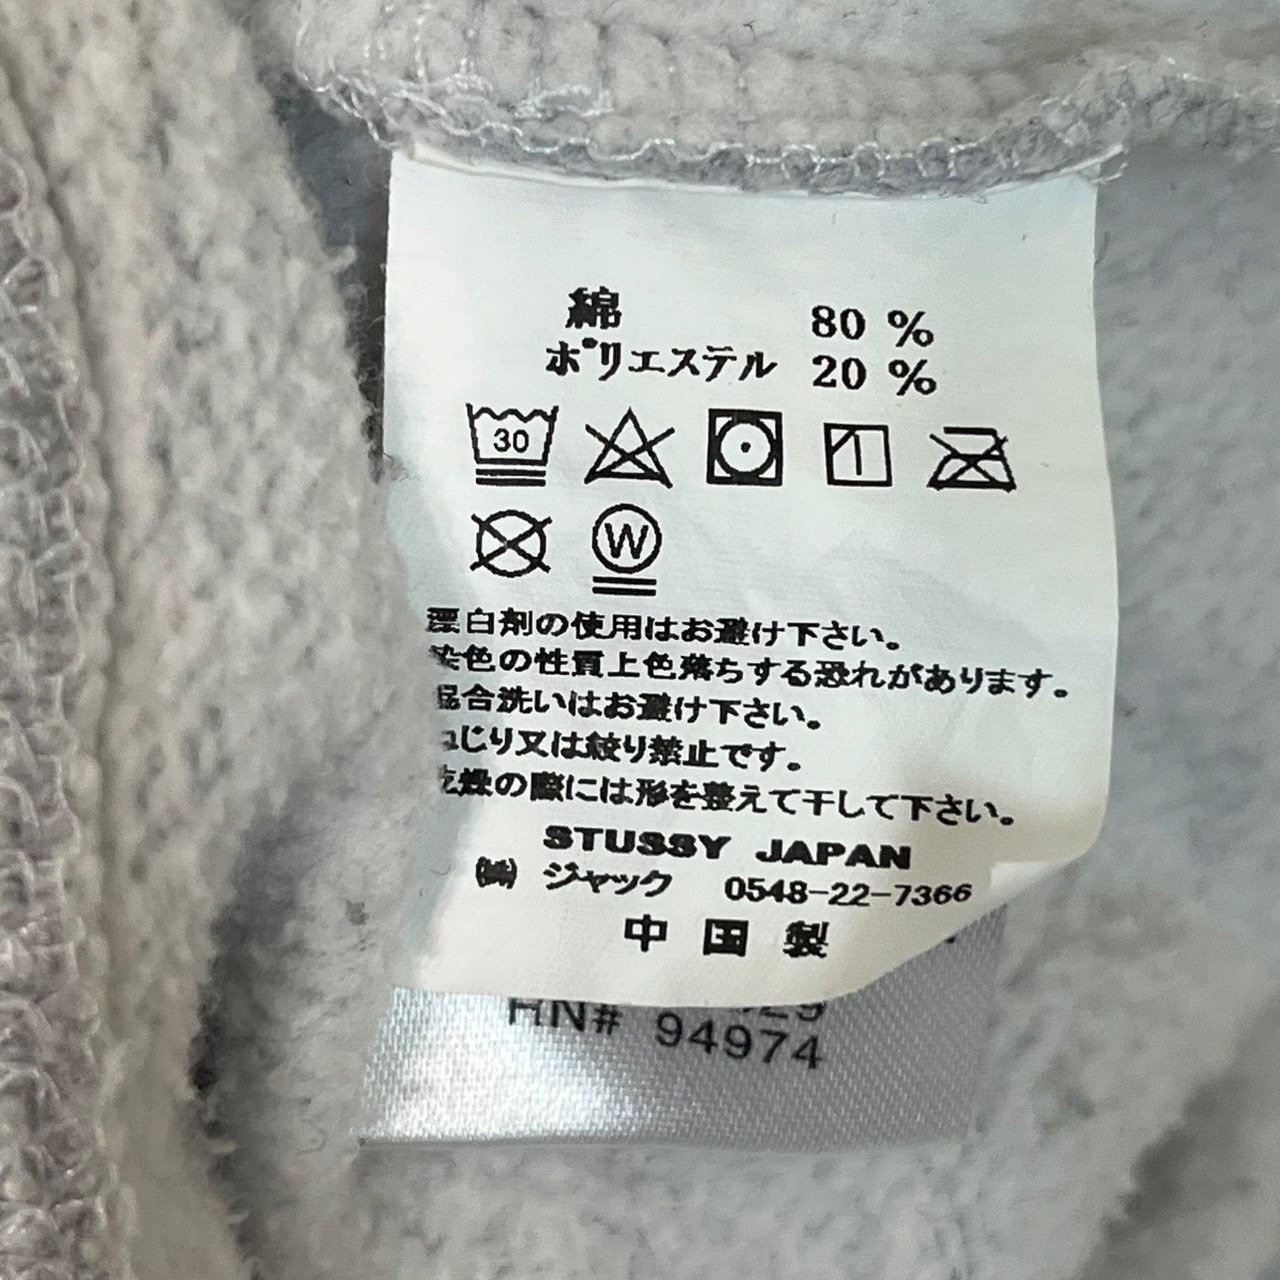 綿 80 %
ポリエステル 20 %
30
W
漂白剤の使用はお避け下さい。
染色の性質上色落ちする恐れがあります。
混合洗いはお避け下さい。
ねじり又は絞り禁止です。
乾燥の際には形を整えて干して下さい。
STUSSY JAPAN
㈱ ジャック 0548-22-7366
中国製
RN# 94974